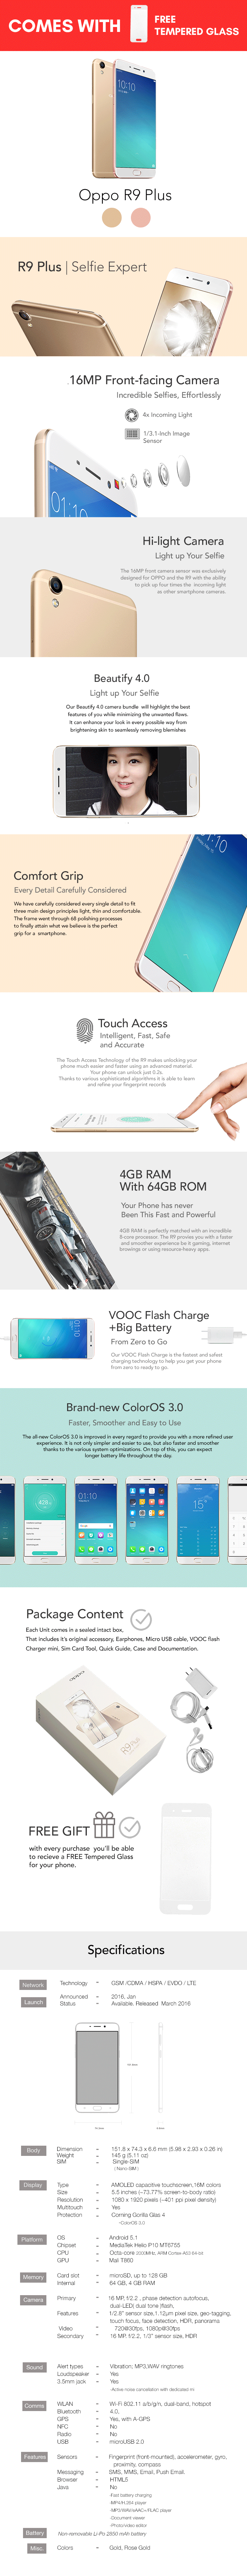 COMES WITH
FREE
TEMPERED GLASS
Oppo R9 Plus
R9 Plus | Selfie Expert
16MP Front-facing Camera
Incredible Selfies, Effortlessly
4x Incoming Light
1/3.1-Inch Image
Sensor
Hi-light Camera
Light up Your Selfie
The 16MP front camera sensor was exclusively
designed for OPPO and the R9 with the ability
to pick up four times the incoming light
as other smartphone cameras.
Beautify 4.0
Light up Your Selfie
Our Beautify 4.0 camera bundle will highlight the best
features of you while minimizing the unwanted flaws.
It can enhance your look in every possible way from
brightening skin to seamlessly removing blemishes
Comfort Grip
Every Detail Carefully Considered
We have carefully considered every single detail to fit
three main design principles light, thin and comfortable.
The frame went through 68 polishing processes
to finally attain what we believe is the perfect
grip for a smartphone.
Touch Access
Intelligent, Fast, Safe
and Accurate
The Touch Access Technology of the R9 makes unlocking your
phone much easier and faster using an advanced material.
Your phone can unlock just 0.2s.
Thanks to various sophisticated algorithms it is able to learn
and refine your fingerprint records
4GB RAM
With 64GB ROM
Your Phone has never
Been This Fast and Powerful
4GB RAM is perfectly matched with an incredible
8-core processor. The R9 provides you with a faster
and smoother experience be it gaming, internet
browsing or using resource-heavy apps.
VOOC Flash Charge
+Big Battery
From Zero to Go
Our VOOC Flash Charge is the fastest and safest
charging technology to help you get your phone
from zero to ready to go.
Brand-new ColorOS 3.0
Faster, Smoother and Easy to Use
The all-new ColorOS 3.0 is improved in every regard to provide you with a more refined user
experience. It is not only simpler and easier to use, but also faster and smoother
thanks to the various system optimizations. On top of this, you can expect
longer battery life throughout the day.
Package Content
Each Unit comes in a sealed intact box,
That includes it's original accessory, Earphones, Micro USB cable, VOOC flash
Charger mini, Sim Card Tool, Quick Guide, Case and Documentation.
R9 Plus
FREE GIFT
with every purchase you'll be able
to recieve a FREE Tempered Glass
for your phone.
Specifications
Network Technology - GSM /CDMA / HSPA / EVDO / LTE
Launch Announced - 2016, Jan
Status - Available. Released March 2016
Body Dimension - 151.8 x 74.3 x 6.6 mm (5.98 x 2.93 x 0.26 in)
Weight - 145 g (5.11 oz)
SIM - Single-SIM
( Nano-SIM )
Display Type - AMOLED capacitive touchscreen, 16M colors
Size - 5.5 inches (~73.77% screen-to-body ratio)
Resolution - 1080 x 1920 pixels (~401 ppi pixel density)
Multitouch - Yes
Protection - Corning Gorilla Glas 4
-ColorOS 3.0
Platform OS - Android 5.1
Chipset - MediaTek Helio P10 MT6755
CPU - Octa-core 2000MHz, ARM Cortex-A53 64-bit
GPU - Mali T860
Memory Card slot - microSD, up to 128 GB
Internal - 64 GB, 4 GB RAM
Camera Primary - 16 MP, f/2.2 , phase detection autofocus,
dual-LED( dual tone )flash,
Features - 1/2.8" sensor size,1.12µm pixel size, geo-tagging,
touch focus, face detection, HDR, panorama
Video - 720@30fps, 1080p@30fps
Secondary - 16 MP, f/2.2, 1/3" sensor size, HDR
Sound Alert types - Vibration; MP3,WAV ringtones
Loudspeaker - Yes
3.5mm jack - Yes
-Active noise cancellation with dedicated mi
Comms WLAN - Wi-Fi 802.11 a/b/g/n, dual-band, hotspot
Bluetooth - 4.0,
GPS - Yes, with A-GPS
NFC - No
Radio - No
USB - microUSB 2.0
Features Sensors - Fingerprint (front-mounted), accelerometer, gyro,
proximity, compass
Messaging - SMS, MMS, Email, Push Email.
Browser - HTML5
Java - No
-Fast battery charging
-MP4/H.264 player
-MP3/WAV/eAAC+/FLAC player
-Document viewer
-Photo/video editor
Battery Non-removable Li-Po 2850 mAh battery
Misc. Colors - Gold, Rose Gold